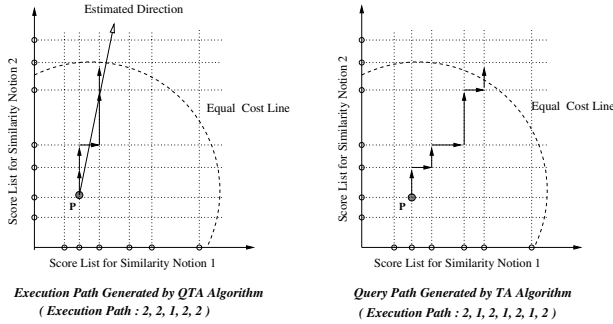 Estimated Direction
Score List for Similarity Notion 2
Equal Cost Line
P
Score List for Similarity Notion 1
Execution Path Generated by QTA Algorithm
( Execution Path : 2, 2, 1, 2, 2 )
Score List for Similarity Notion 2
Equal Cost Line
P
Score List for Similarity Notion 1
Query Path Generated by TA Algorithm
( Execution Path : 2, 1, 2, 1, 2, 1, 2 )